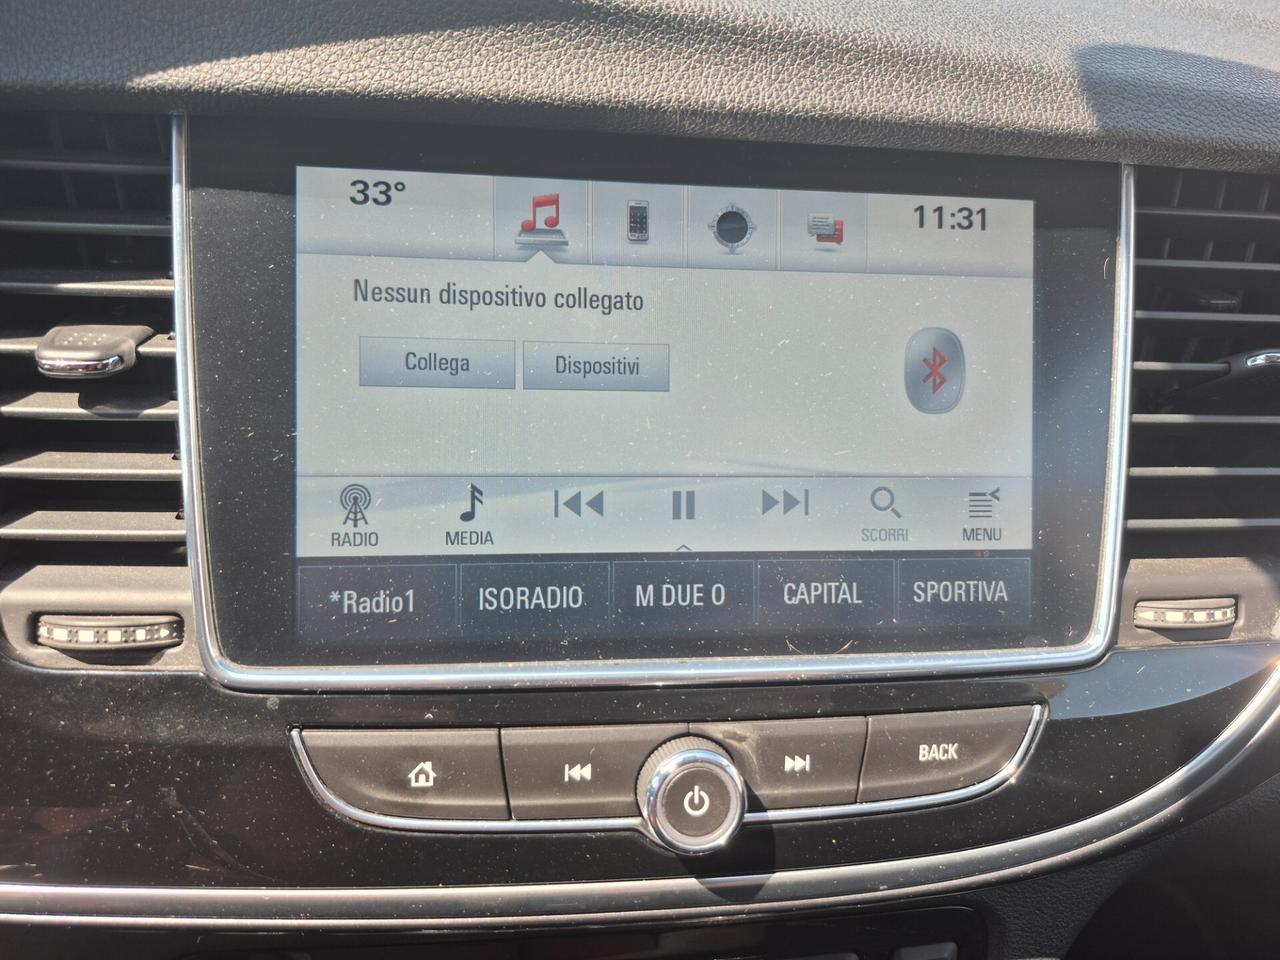 33°
11:31
Nessun dispositivo collegato
Collega
Dispositivi
RADIO
MEDIA
SCORRI
MENU
*Radio1
ISORADIO
M DUE O
CAPITAL
SPORTIVA
BACK